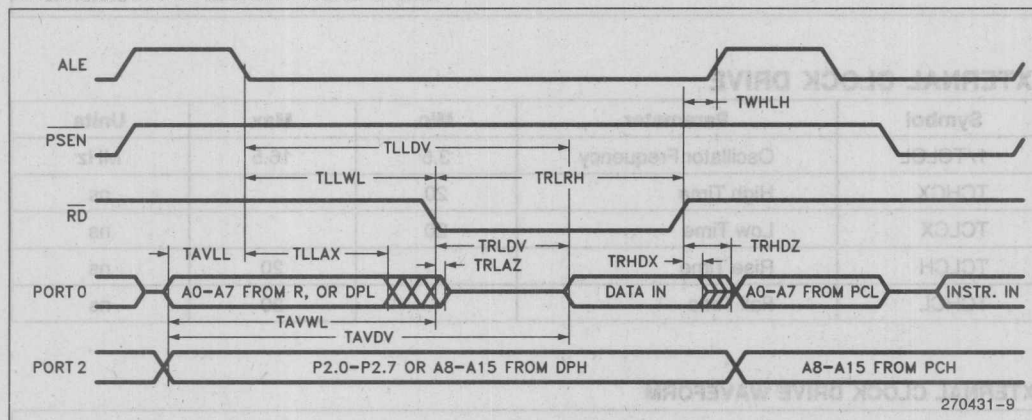 ALE
TWHLH
PSEN
TLLDV
TLLWL
TRLRH
RD
TAVLL
TLLAX
TRLDV
TRLAZ
TRHDX
TRHDZ
PORT 0
A0-A7 FROM R, OR DPL
DATA IN
A0-A7 FROM PCL
INSTR. IN
TAVWL
TAVDV
PORT 2
P2.0-P2.7 OR A8-A15 FROM DPH
A8-A15 FROM PCH
270431-9
EXTERNAL CLOCK DRIVE
Symbol
Parameter
Min
Max
Units
1/TCLCL
Oscillator Frequency
3.5
16.5
MHz
TCHCX
High Time
20
ns
TCLCX
Low Time
ns
TCLCH
Rise Time
20
ns
ns
EXTERNAL CLOCK DRIVE WAVEFORM